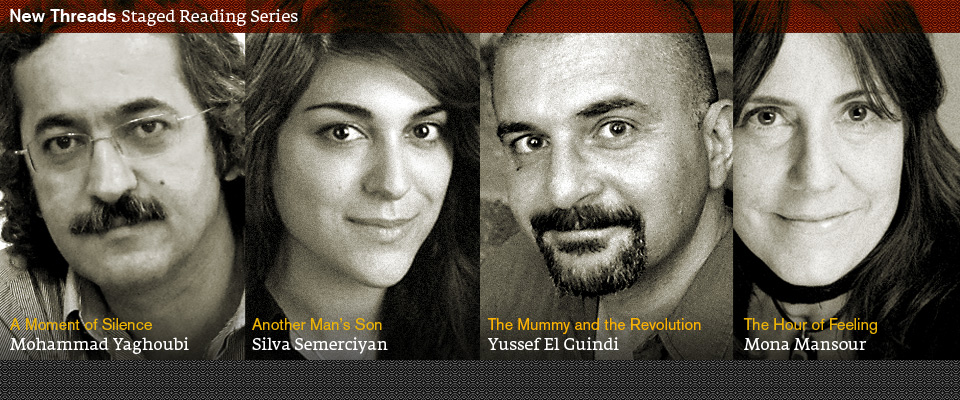 New Threads Staged Reading Series
A Moment of Silence
Mohammad Yaghoubi
Another Man's Son
Silva Semerciyan
The Mummy and the Revolution
Yussef El Guindi
The Hour of Feeling
Mona Mansour